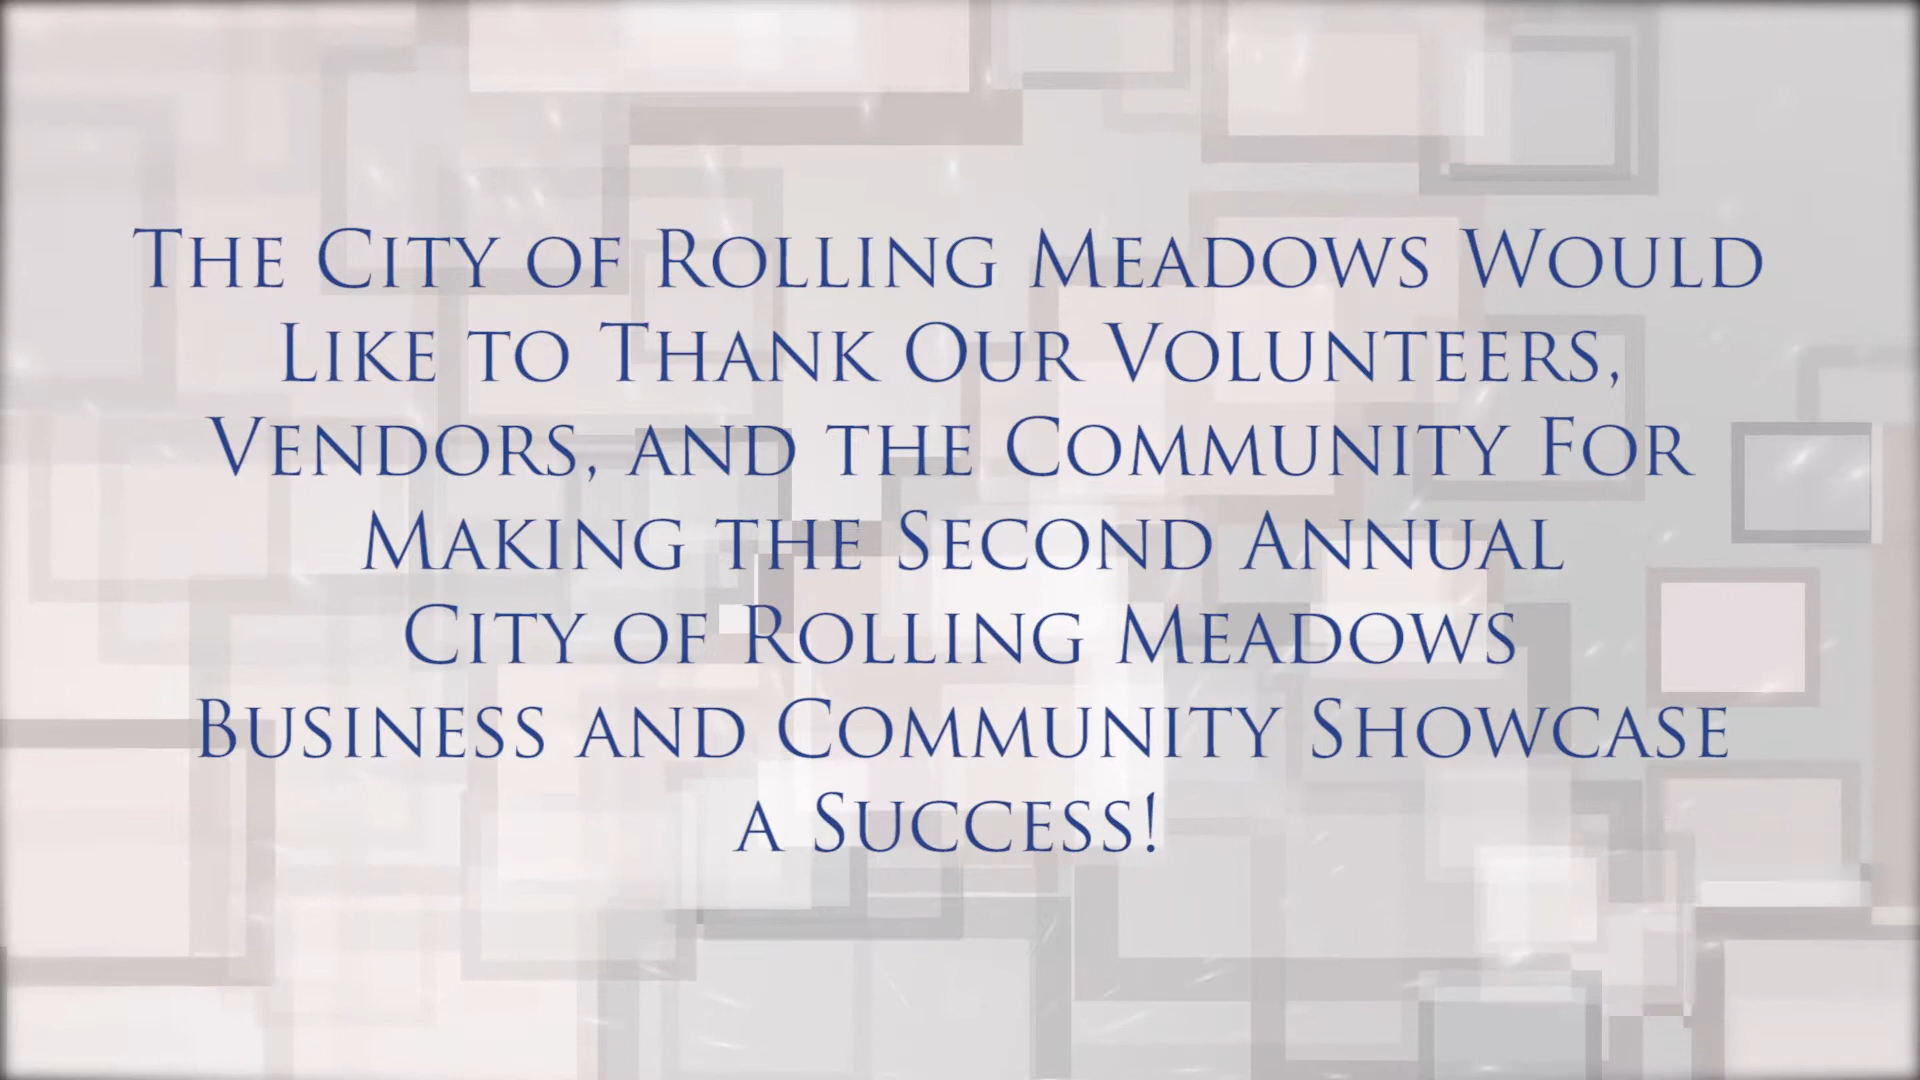 The City of Rolling Meadows Would
Like to Thank Our Volunteers,
Vendors, and the Community For
Making the Second Annual
City of Rolling Meadows
Business and Community Showcase
a Success!